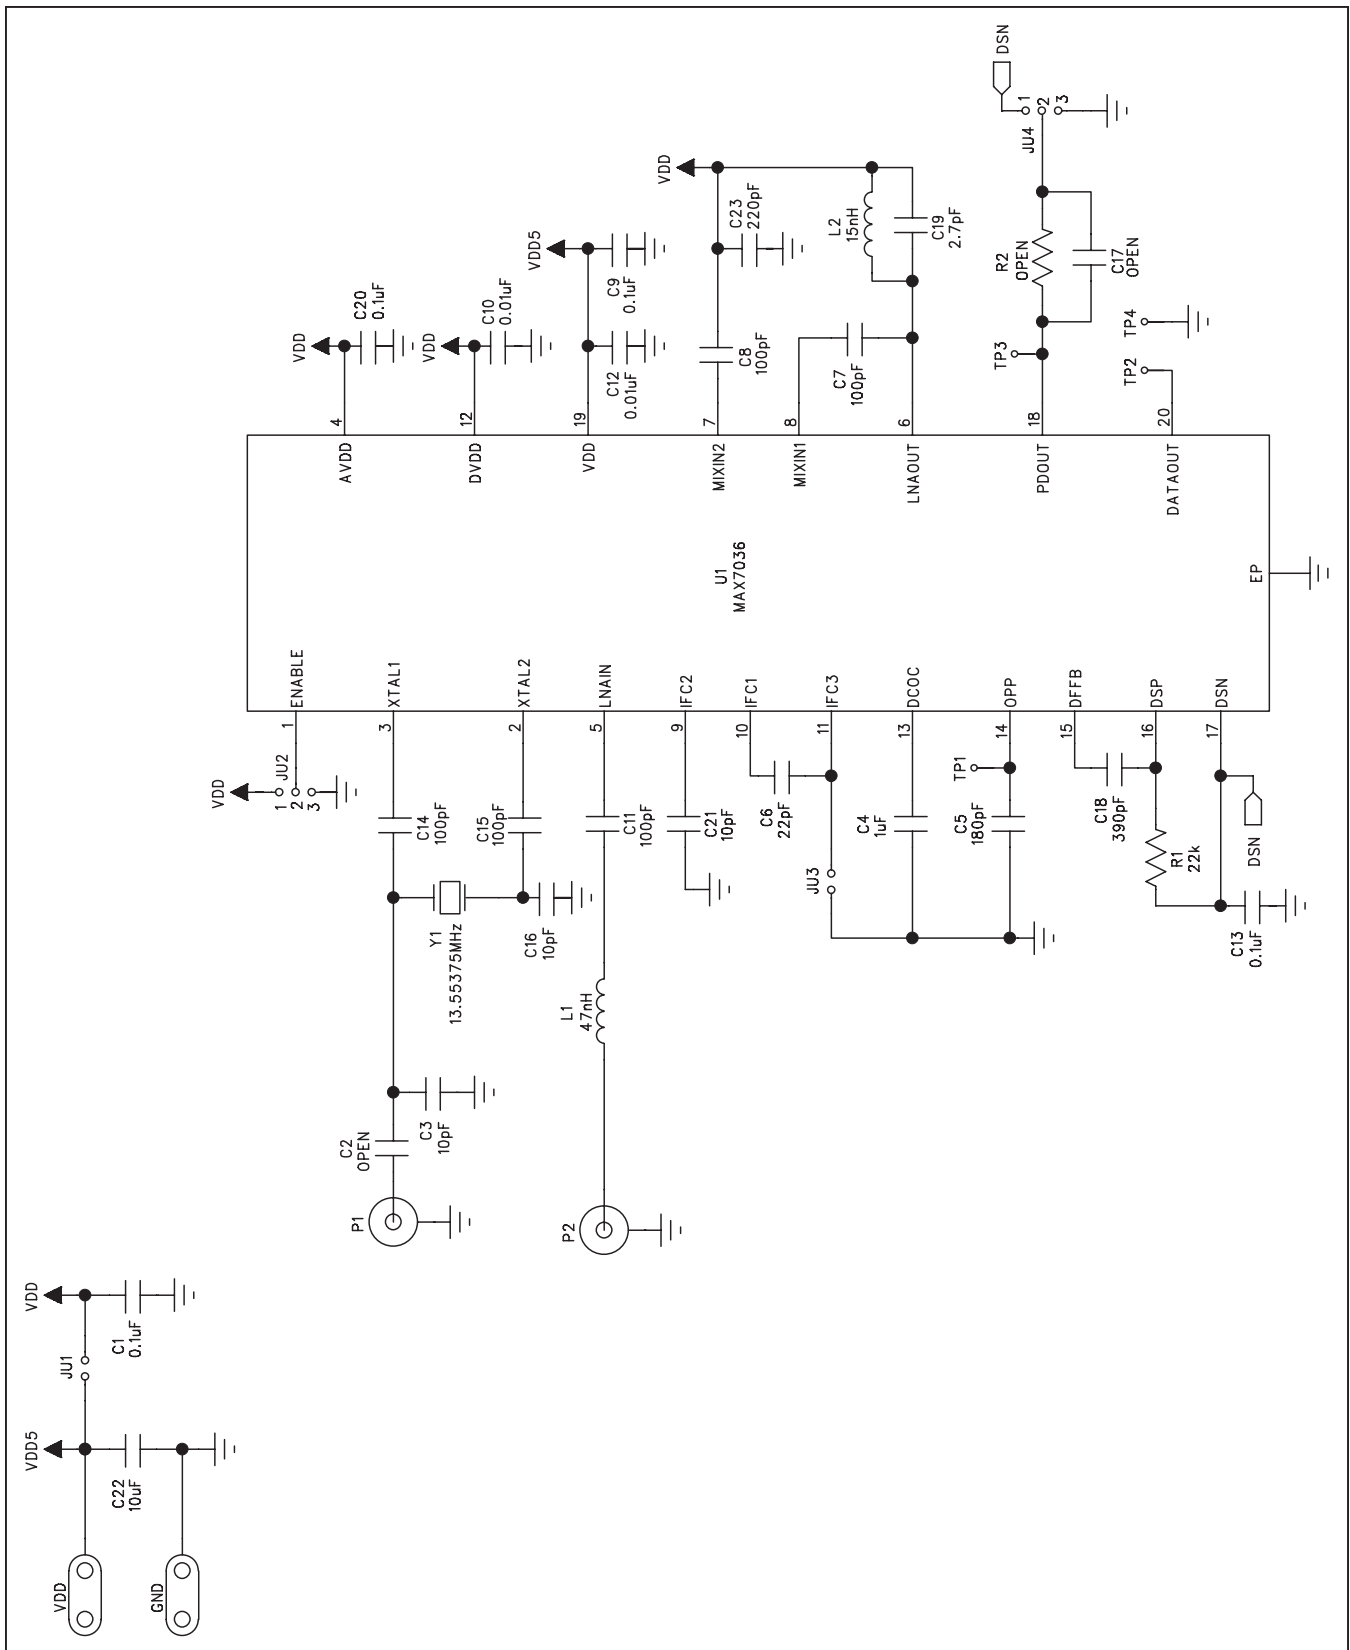 VDD
GND
VDD5
C22
10uF
JU1
VDD
C1
0.1uF
P1
C2
OPEN
C3
10pF
Y1
13.55375MHz
C14
100pF
C15
100pF
C16
10pF
P2
L1
47nH
C11
100pF
C21
10pF
VDD
JU2
1
2
3
C6
22pF
JU3
C4
1uF
TP1
C5
180pF
C18
390pF
R1
22k
C13
0.1uF
DSN
1
ENABLE
3
XTAL1
2
XTAL2
5
LNAIN
9
IFC2
10
IFC1
11
IFC3
13
DCOC
14
OPP
15
DFFB
16
DSP
17
DSN
U1
MAX7036
EP
AVDD
4
DVDD
12
VDD
19
MIXIN2
7
MIXIN1
8
LNAOUT
6
PDOUT
18
DATAOUT
20
VDD
C20
0.1uF
VDD
C10
0.01uF
VDD5
C12
0.01uF
C9
0.1uF
C8
100pF
VDD
C23
220pF
C7
100pF
L2
15nH
C19
2.7pF
TP3
R2
OPEN
C17
OPEN
JU4
1
2
3
DSN
TP2
TP4